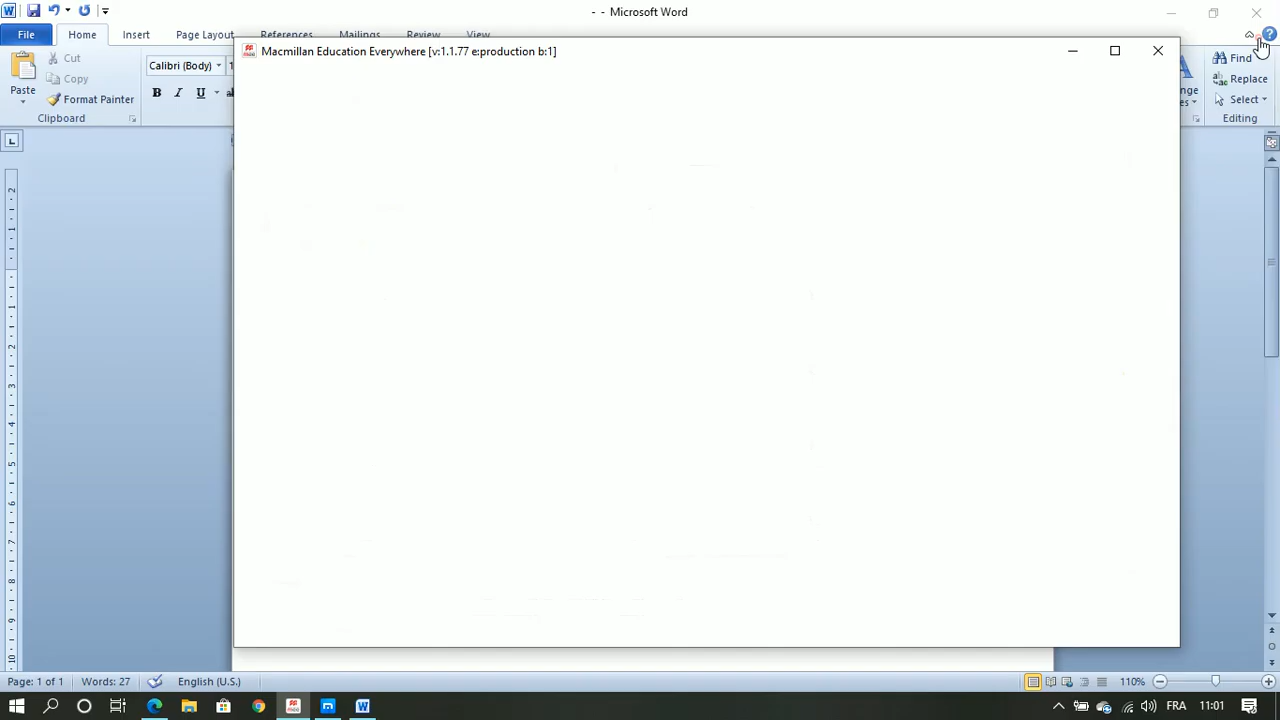 - - Microsoft Word
File Home Insert Page Layout References Mailings Review View
Macmillan Education Everywhere [v:1.1.77 e:production b:1]
Cut
Copy
Paste
Format Painter
Clipboard
Calibri (Body)
B I U
Find
Replace
Select
Editing
Page: 1 of 1 Words: 27 English (U.S.) 110%
FRA 11:01